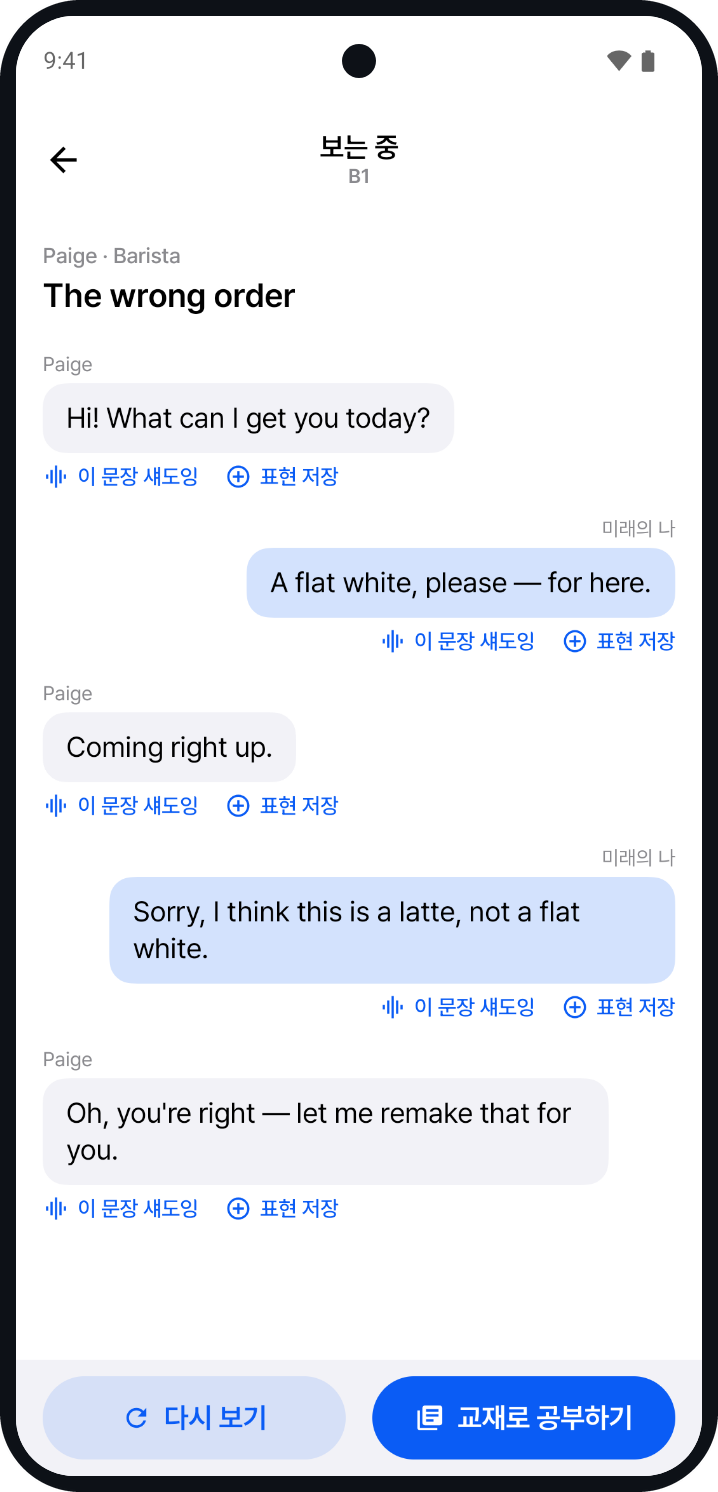 9:41
보는 중
B1
Paige · Barista
The wrong order
Paige
Hi! What can I get you today?
이 문장 섀도잉 표현 저장
미래의 나
A flat white, please — for here.
이 문장 섀도잉 표현 저장
Paige
Coming right up.
이 문장 섀도잉 표현 저장
미래의 나
Sorry, I think this is a latte, not a flat
white.
이 문장 섀도잉 표현 저장
Paige
Oh, you're right — let me remake that for
you.
이 문장 섀도잉 표현 저장
다시 보기 교재로 공부하기